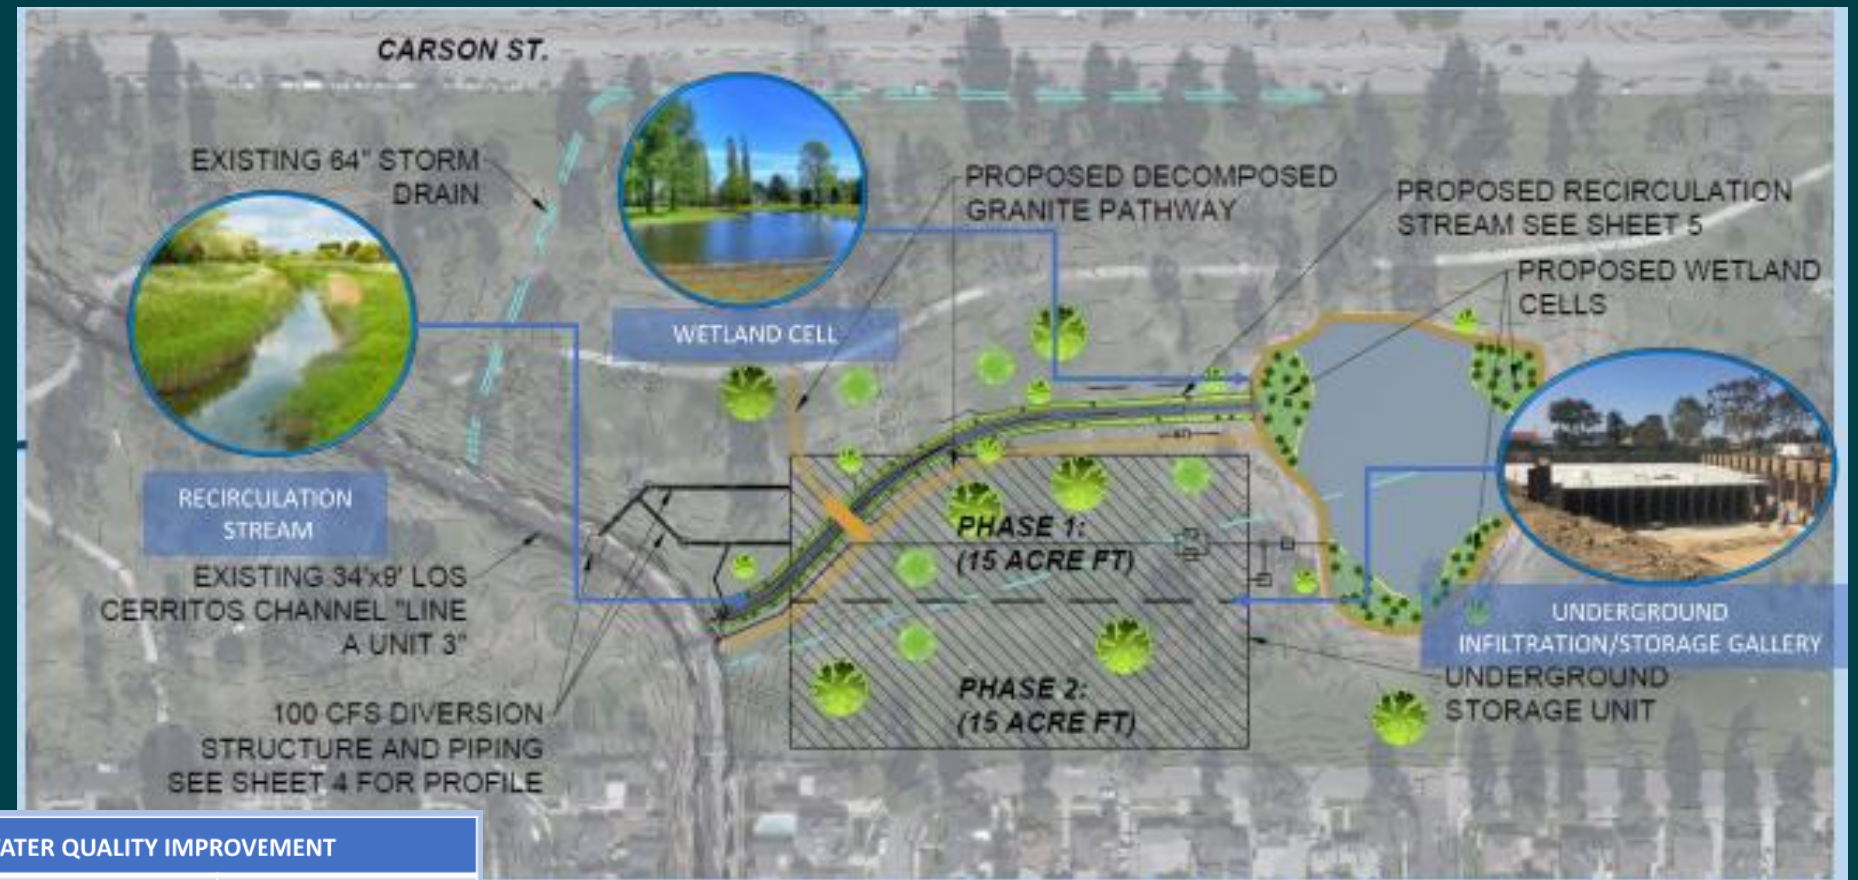 CARSON ST.
EXISTING 64" STORM
DRAIN
PROPOSED DECOMPOSED
GRANITE PATHWAY
PROPOSED RECIRCULATION
STREAM SEE SHEET 5
PROPOSED WETLAND
CELLS
WETLAND CELL
RECIRCULATION
STREAM
EXISTING 34'x9' LOS
CERRITOS CHANNEL "LINE
A UNIT 3"
PHASE 1:
(15 ACRE FT)
UNDERGROUND
INFILTRATION/STORAGE GALLERY
UNDERGROUND
STORAGE UNIT
PHASE 2:
(15 ACRE FT)
100 CFS DIVERSION
STRUCTURE AND PIPING
SEE SHEET 4 FOR PROFILE
ATER QUALITY IMPROVEMENT